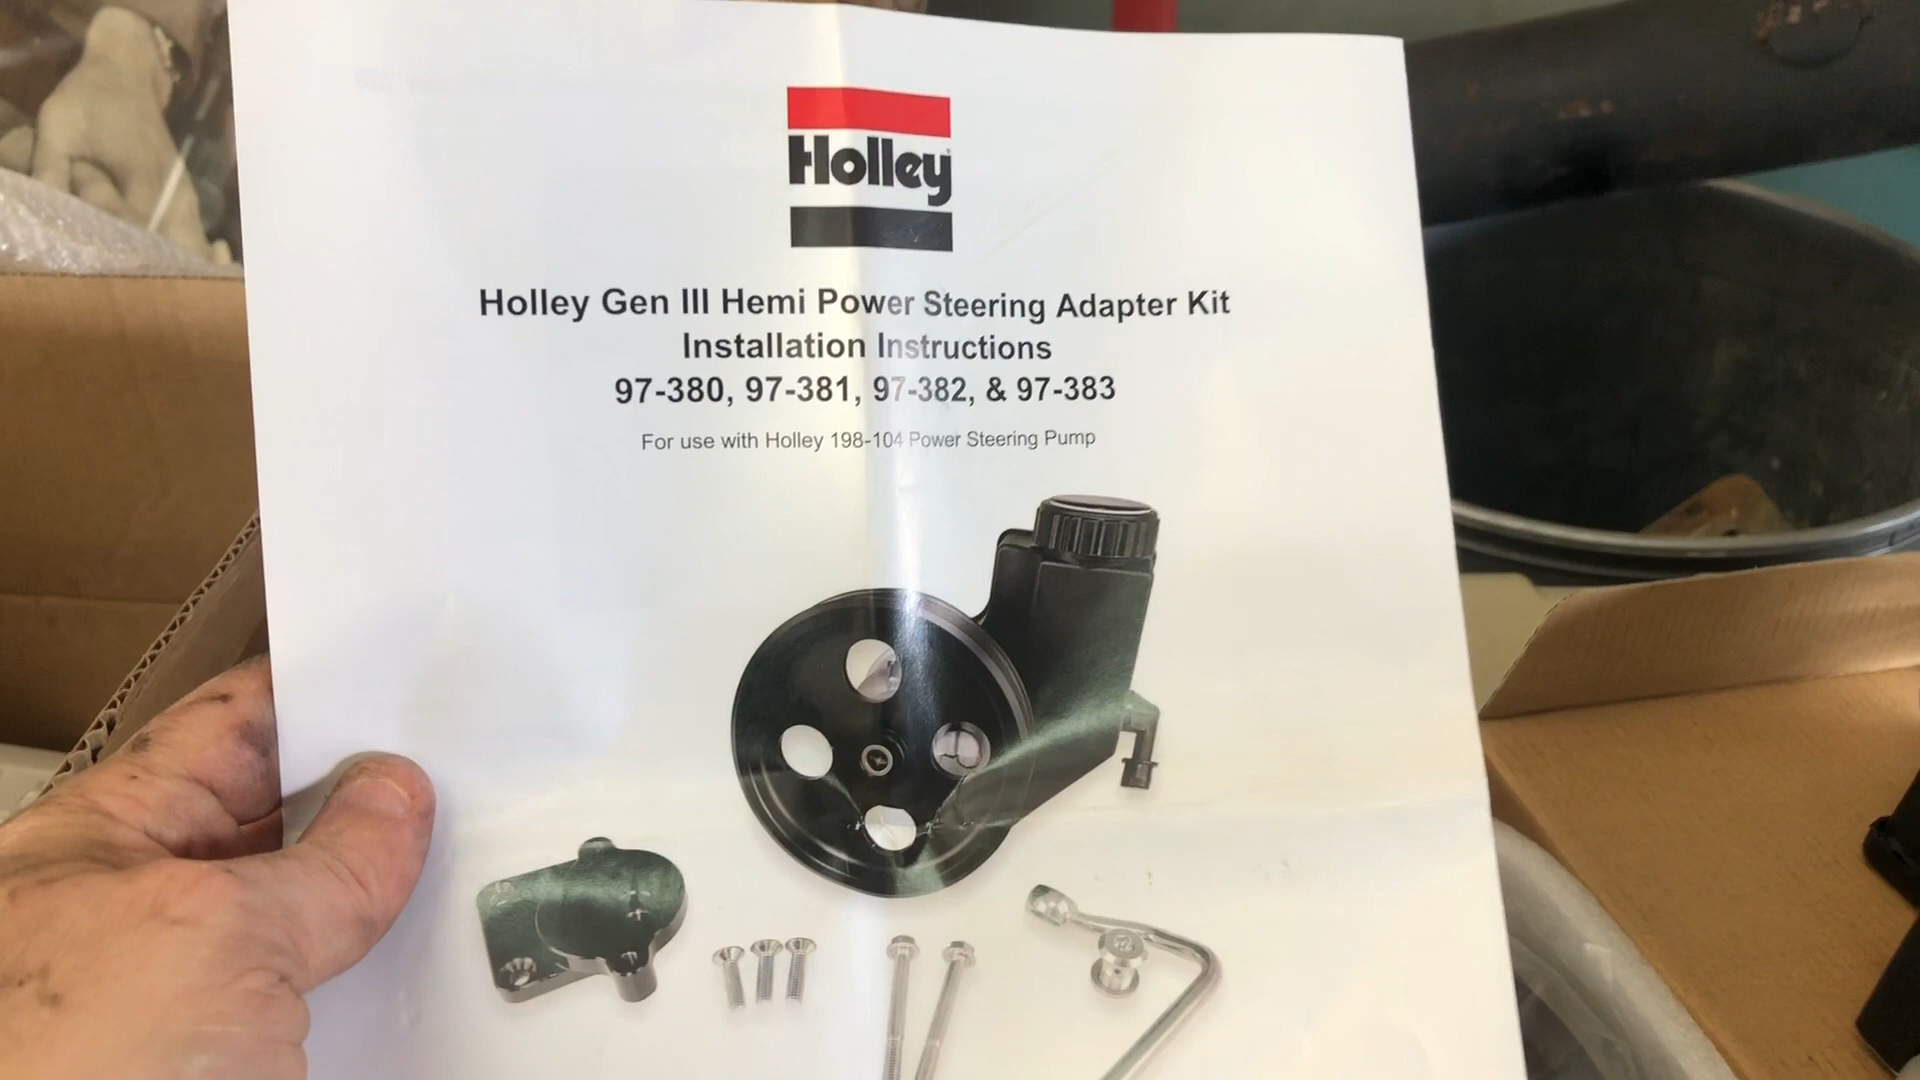 Holley
Holley Gen III Hemi Power Steering Adapter Kit
Installation Instructions
97-380, 97-381, 97-382, & 97-383
For use with Holley 198-104 Power Steering Pump